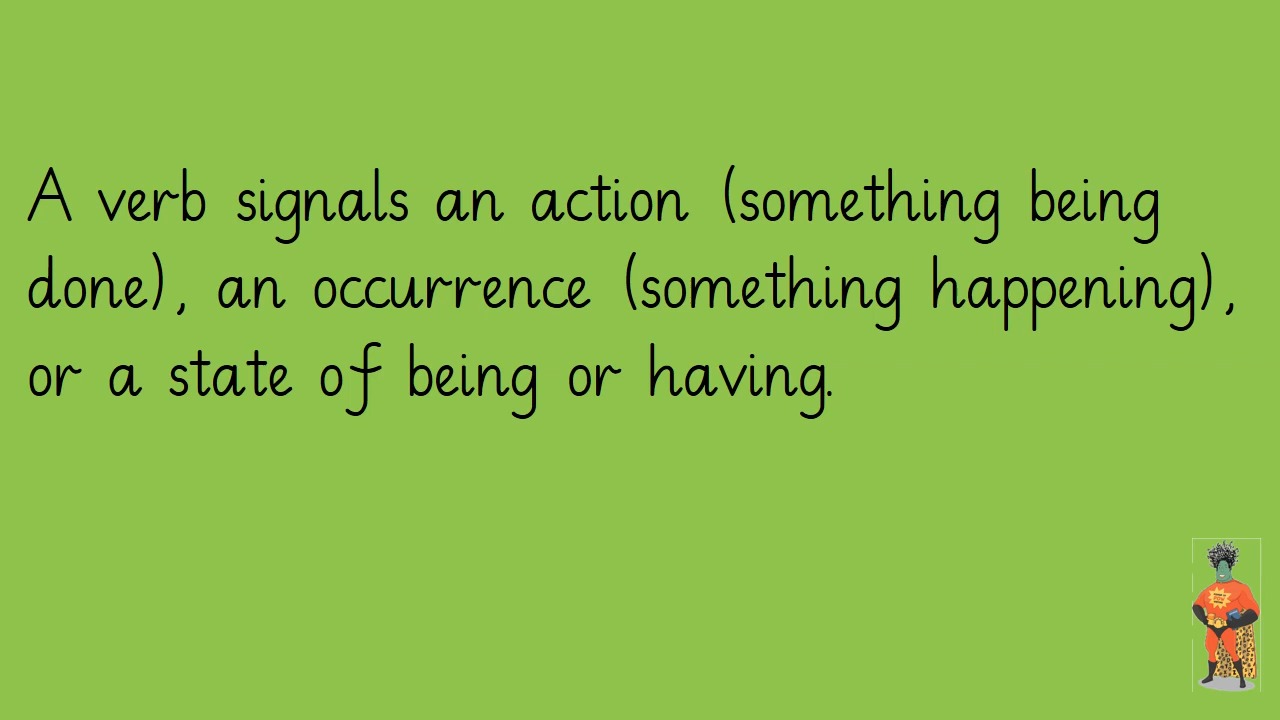 A verb signals an action (something being
done), an occurrence (something happening),
or a state of being or having.